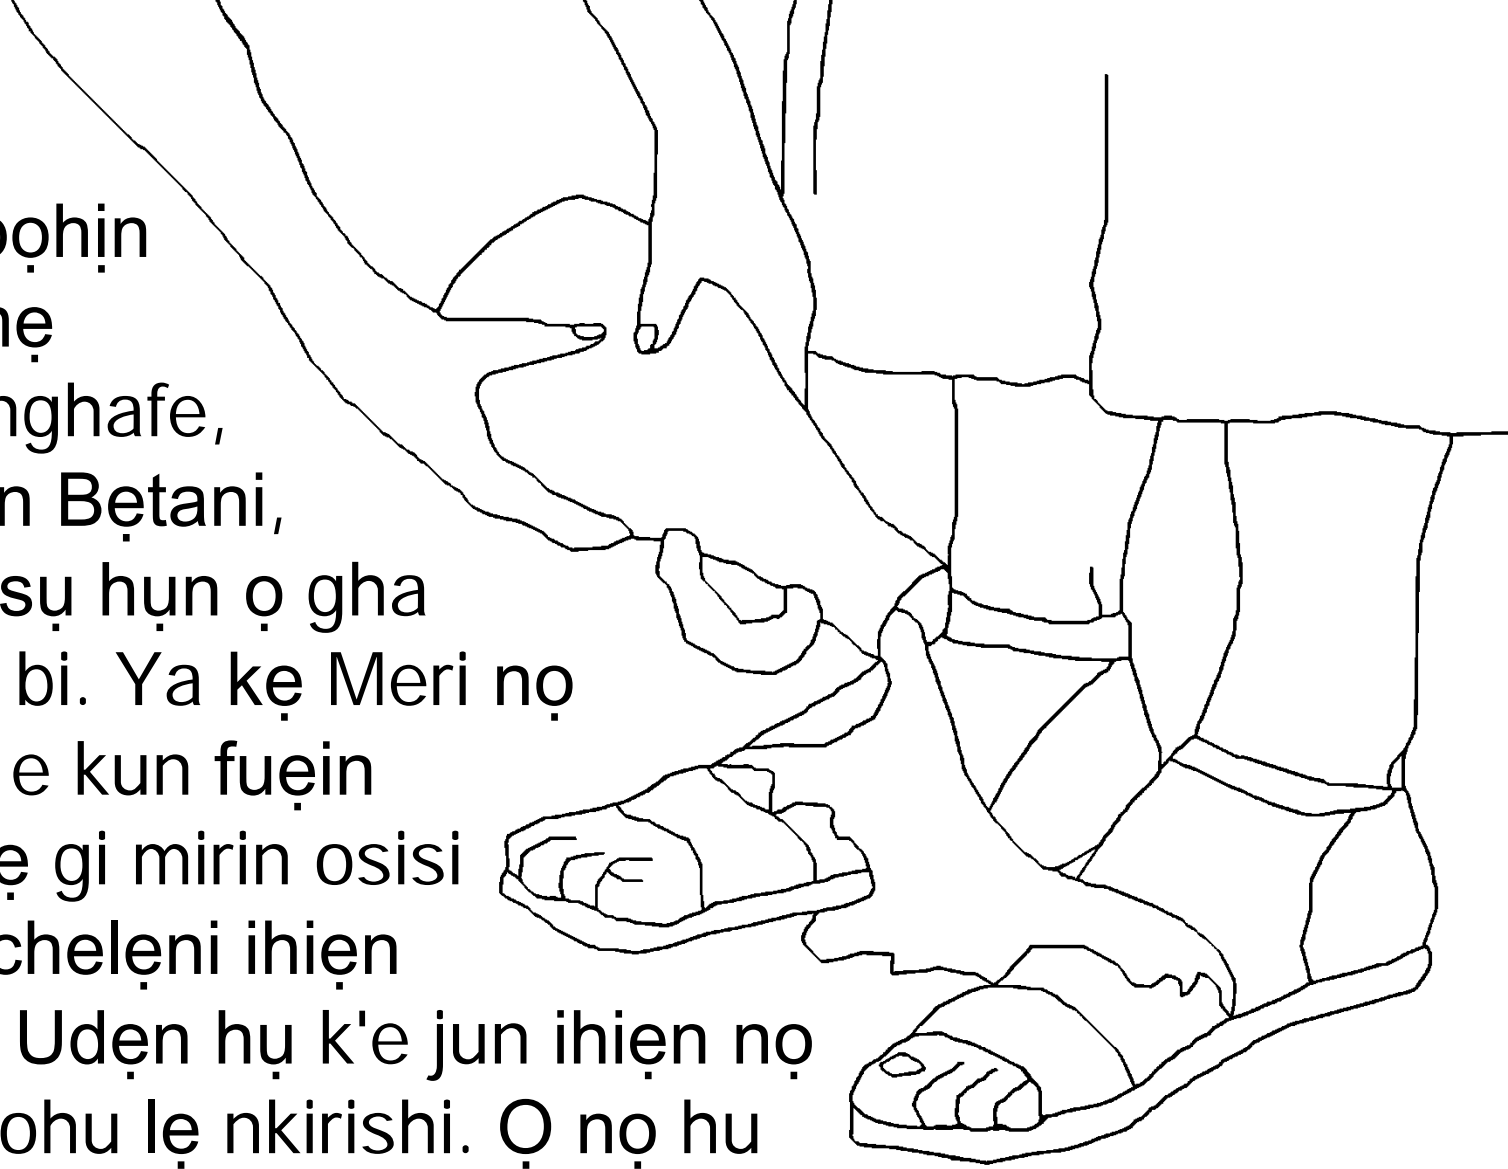 ọhịn
ẹ
nghafe,
n Bẹtani,
sụ hụn ọ gha
bi. Ya kẹ Meri nọ
e kun fuẹin
ẹ gi mirin osisi
chelẹni ihiẹn
Udẹn hụ k'e jun ihiẹn nọ
ohu lẹ nkirishi. Ọ nọ hu